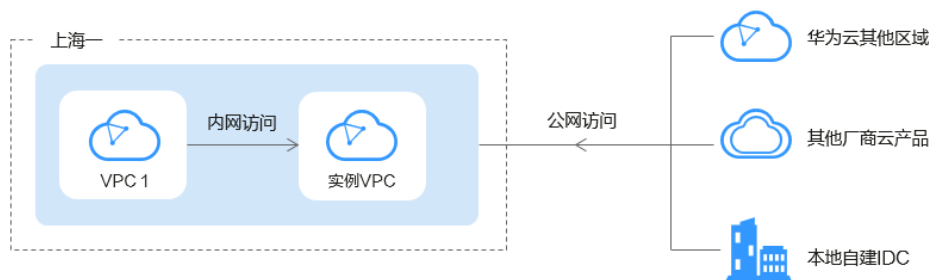 上海一
VPC 1
内网访问
实例VPC
公网访问
华为云其他区域
其他厂商云产品
本地自建IDC